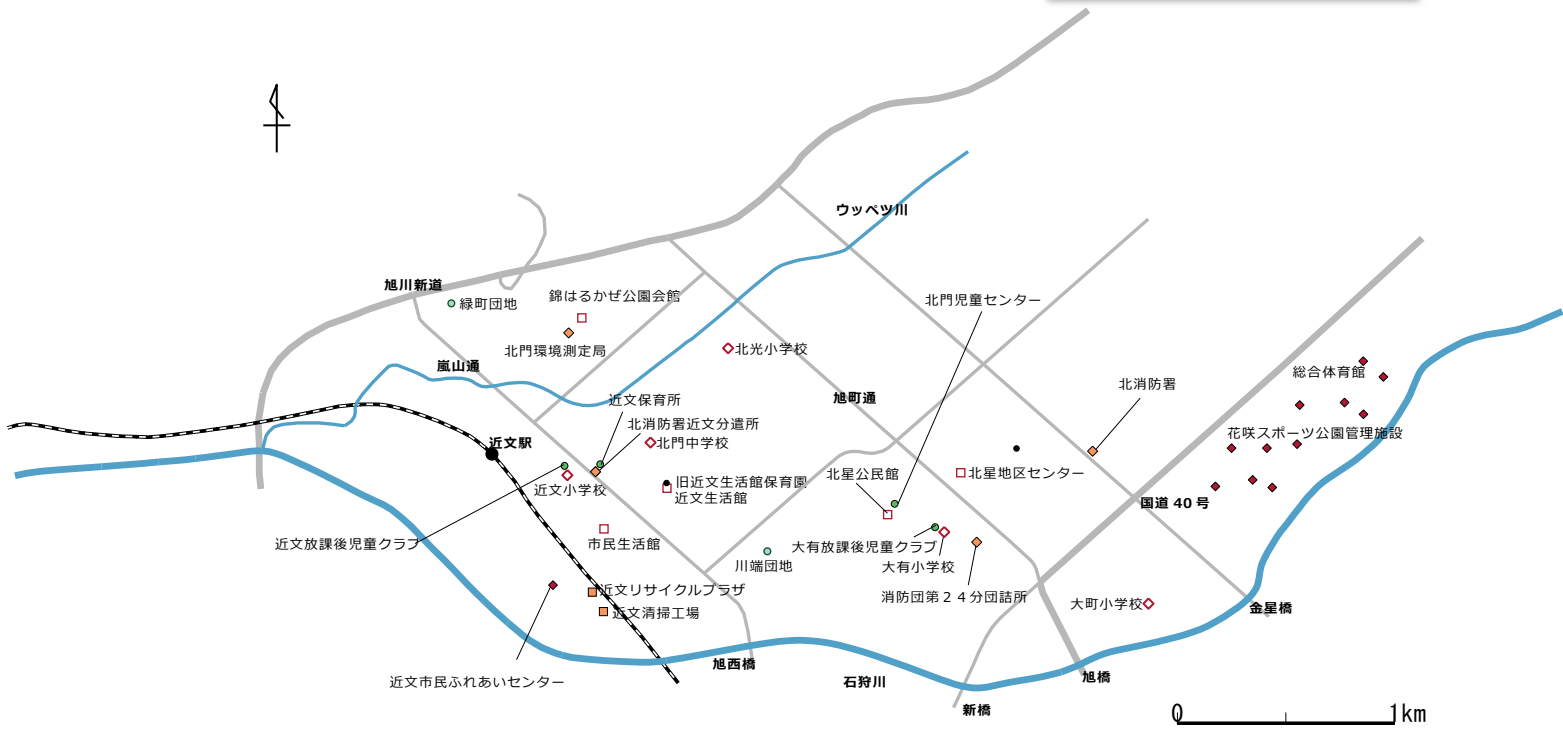 ウッペツ川
旭川新道
緑町団地
錦はるかぜ公園会館
北門児童センター
北門環境測定局
北光小学校
嵐山通
総合体育館
北消防署
近文保育所
旭町通
北消防署近文分遣所
花咲スポーツ公園管理施設
近文駅
北門中学校
北星公民館
北星地区センター
旧近文生活館保育園
近文小学校
近文生活館
国道40号
近文放課後児童クラブ
市民生活館
大有放課後児童クラブ
川端団地
大有小学校
近文リサイクルプラザ
消防団第24分団詰所
大町小学校
金星橋
近文清掃工場
旭西橋
近文市民ふれあいセンター
石狩川
旭橋
新橋
0
1km